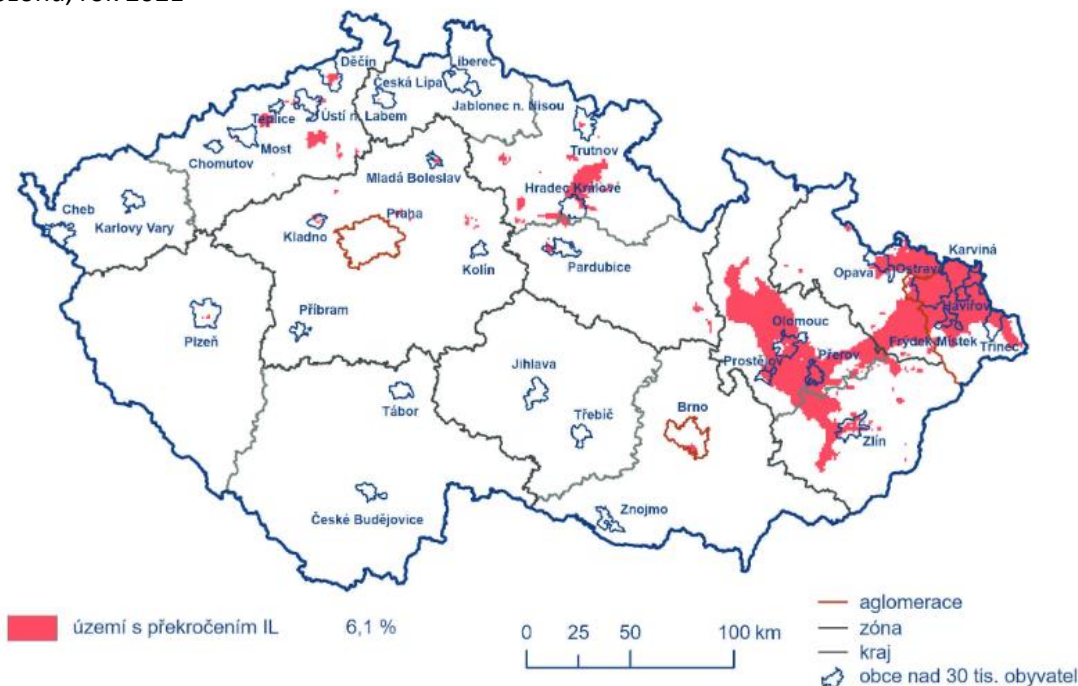 rok 2021
Děčín
Liberec
Česká Lípa
Jablonec n. Nisou
Teplice
Ústí n. Labem
Most
Chomutov
Trutnov
Mladá Boleslav
Hradec Králové
Cheb
Karlovy Vary
Praha
Kladno
Kolín
Pardubice
Opava
Ostrava
Karviná
Havířov
Plzeň
Příbram
Olomouc
Frýdek Místek
Třinec
Jihlava
Prostějov
Přerov
Tábor
Třebíč
Brno
Zlín
České Budějovice
Znojmo
území s překročením IL 6,1 %
0 25 50 100 km
aglomerace
zóna
kraj
obce nad 30 tis. obyvatel